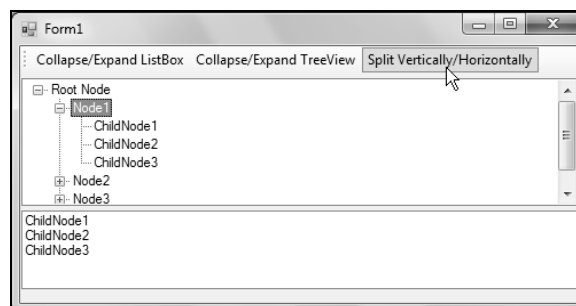 Form1
Collapse/Expand ListBox Collapse/Expand TreeView Split Vertically/Horizontally
Root Node
Node1
ChildNode1
ChildNode2
ChildNode3
Node2
Node3
ChildNode1
ChildNode2
ChildNode3